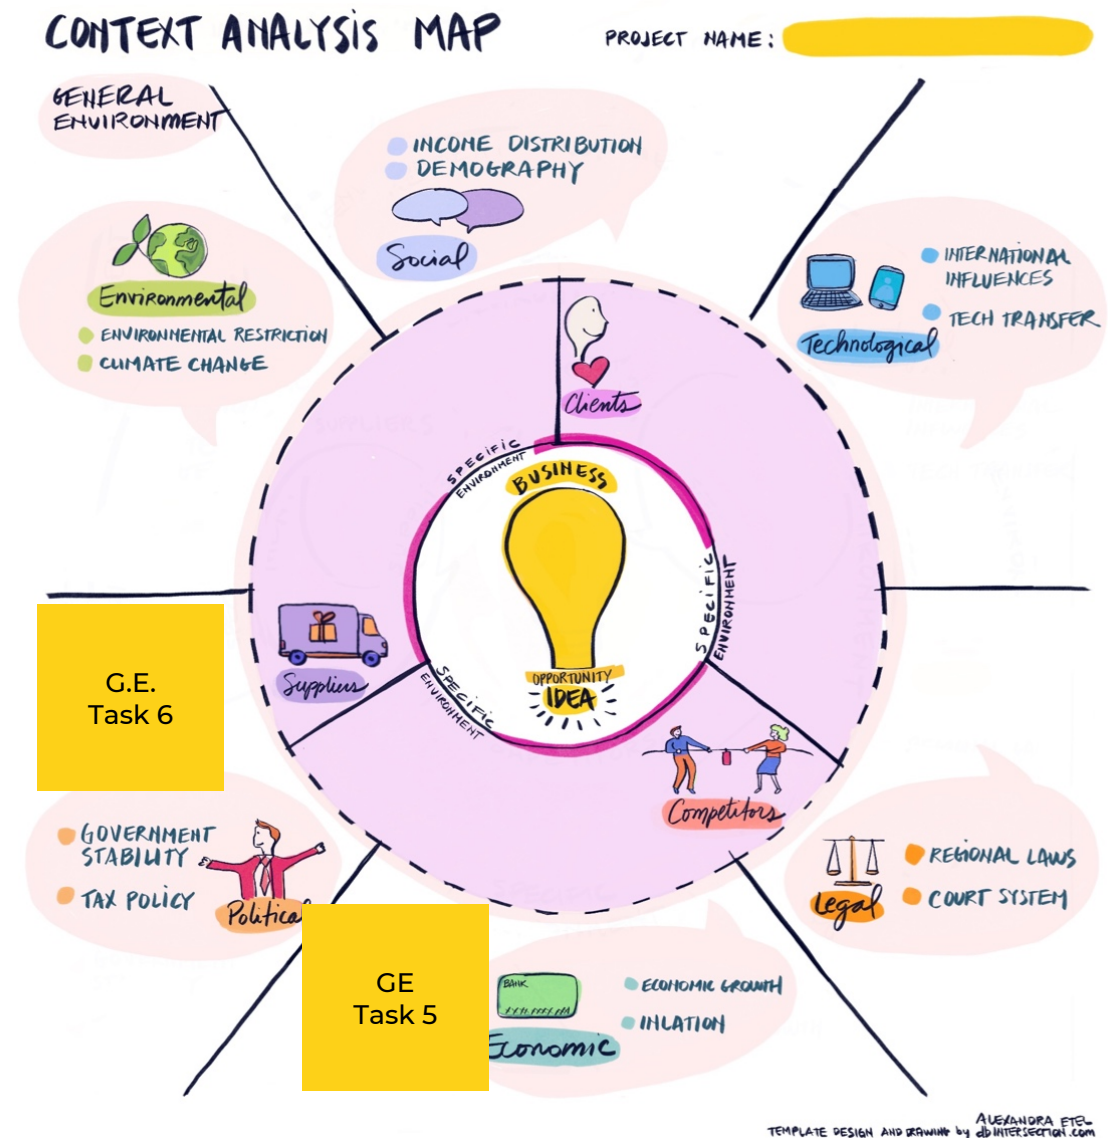 CONTEXT ANALYSIS MAP
PROJECT NAME:
GENERAL
ENVIRONMENT
INCOME DISTRIBUTION
DEMOGRAPHY
Social
Environmental
ENVIRONMENTAL RESTRICTION
CLIMATE CHANGE
INTERNATIONAL
INFLUENCES
TECH TRANSFER
Technological
Clients
SPECIFIC
ENVIRONMENT
BUSINESS
SPECIFIC
ENVIRONMENT
OPPORTUNITY
IDEA
SPECIFIC
ENVIRONMENT
Suppliers
Competitors
G.E.
Task 6
GOVERNMENT
STABILITY
TAX POLICY
Political
GE
Task 5
BANK
Economic
ECONOMIC GROWTH
INLATION
REGIONAL LAWS
COURT SYSTEM
Legal
ALEXANDRA ETEL
TEMPLATE DESIGN AND DRAWING by dbINTERSECTION.com